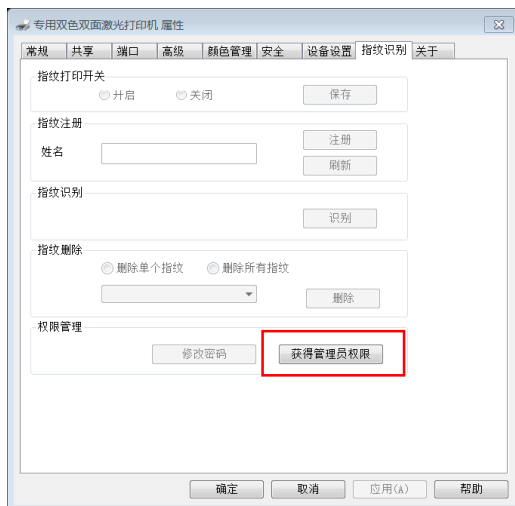 专用双色双面激光打印机 属性
常规 共享 端口 高级 颜色管理 安全 设备设置 指纹识别 关于
指纹打印开关
开启 关闭 保存
指纹注册
注册
姓名
刷新
指纹识别
识别
指纹删除
删除单个指纹 删除所有指纹
删除
权限管理
修改密码 获得管理员权限
确定 取消 应用(A) 帮助